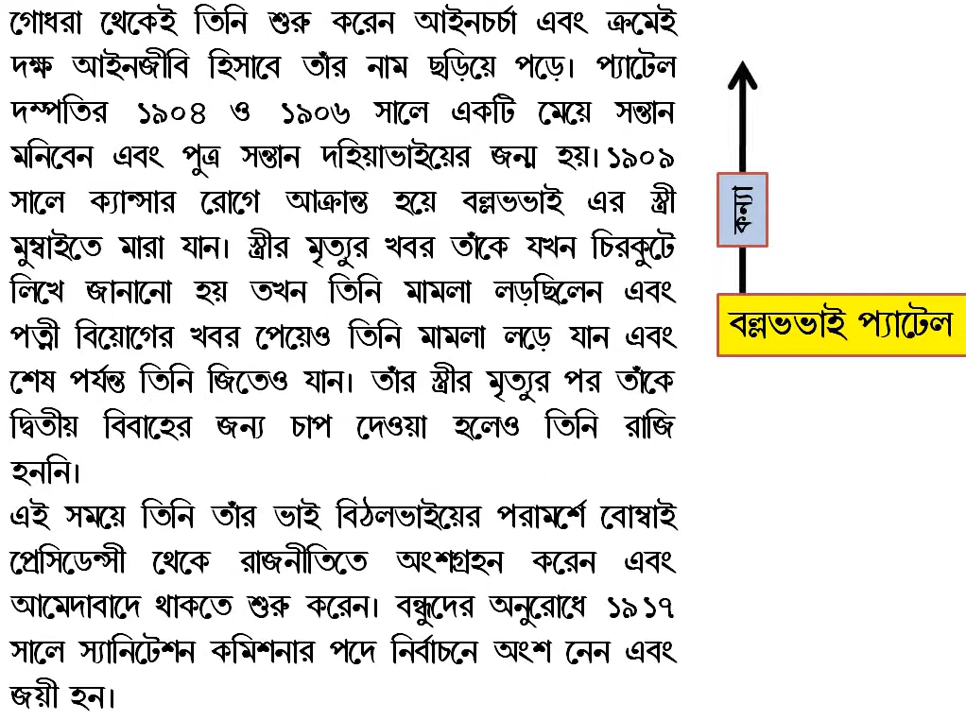 গোধরা থেকেই তিনি শুরু করেন আইনচর্চা এবং ক্রমেই
দক্ষ আইনজীবি হিসাবে তাঁর নাম ছড়িয়ে পড়ে। প্যাটেল
দম্পতির ১৯০৪ ও ১৯০৬ সালে একটি মেয়ে সন্তান
মনিবেন এবং পুত্র সন্তান দহিয়াভাইয়ের জন্ম হয়। ১৯০৯
সালে ক্যান্সার রোগে আক্রান্ত হয়ে বল্লভভাই এর স্ত্রী
মুম্বাইতে মারা যান। স্ত্রীর মৃত্যুর খবর তাঁকে যখন চিরকুটে
লিখে জানানো হয় তখন তিনি মামলা লড়ছিলেন এবং
পত্নী বিয়োগের খবর পেয়েও তিনি মামলা লড়ে যান এবং
শেষ পর্যন্ত তিনি জিতেও যান। তাঁর স্ত্রীর মৃত্যুর পর তাঁকে
দ্বিতীয় বিবাহের জন্য চাপ দেওয়া হলেও তিনি রাজি
হননি।
এই সময়ে তিনি তাঁর ভাই বিঠলভাইয়ের পরামর্শে বোম্বাই
প্রেসিডেন্সী থেকে রাজনীতিতে অংশগ্রহন করেন এবং
আমেদাবাদে থাকতে শুরু করেন। বন্ধুদের অনুরোধে ১৯১৭
সালে স্যানিটেশন কমিশনার পদে নির্বাচনে অংশ নেন এবং
জয়ী হন।
কন্যা
বল্লভভাই প্যাটেল